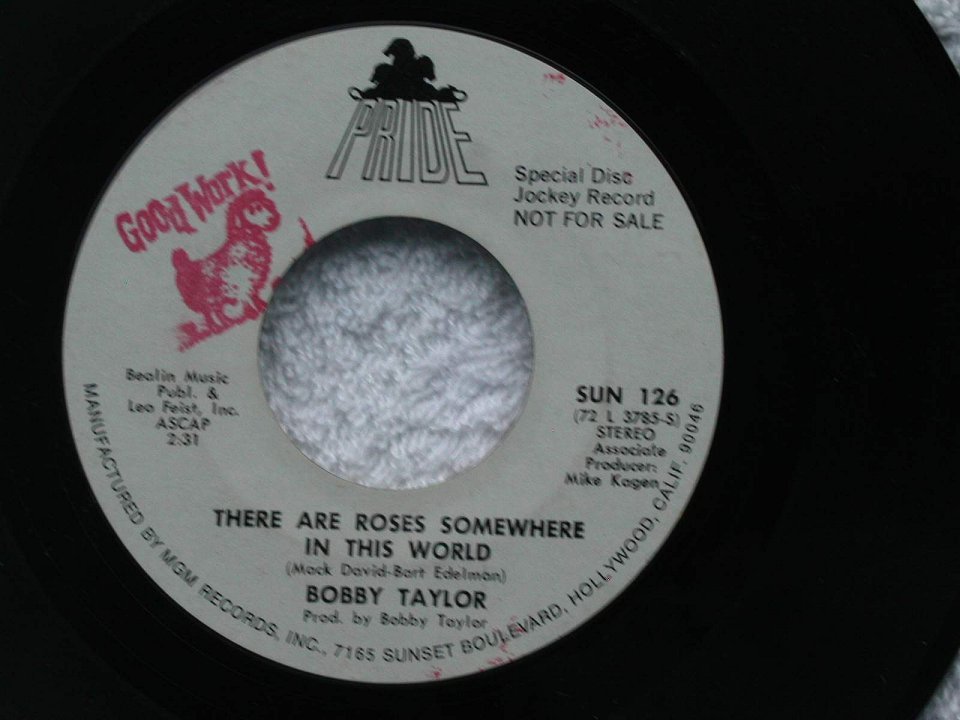 PRIDE
GOOD WORK!
Special Disc
Jockey Record
NOT FOR SALE
Bealin Music
Publ. &
Leo Feist, Inc.
ASCAP
2:31
SUN 126
(72 L 3785-S)
STEREO
Associate
Producer:
Mike Kagen
THERE ARE ROSES SOMEWHERE
IN THIS WORLD
(Mack David-Bart Edelman)
BOBBY TAYLOR
Prod. by Bobby Taylor
MANUFACTURED BY MGM RECORDS, INC., 7165 SUNSET BOULEVARD, HOLLYWOOD, CALIF. 90046